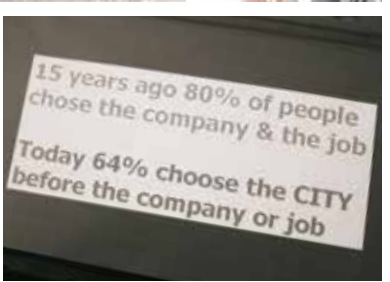 15 years ago 80% of people
chose the company & the job
Today 64% choose the CITY
before the company or job